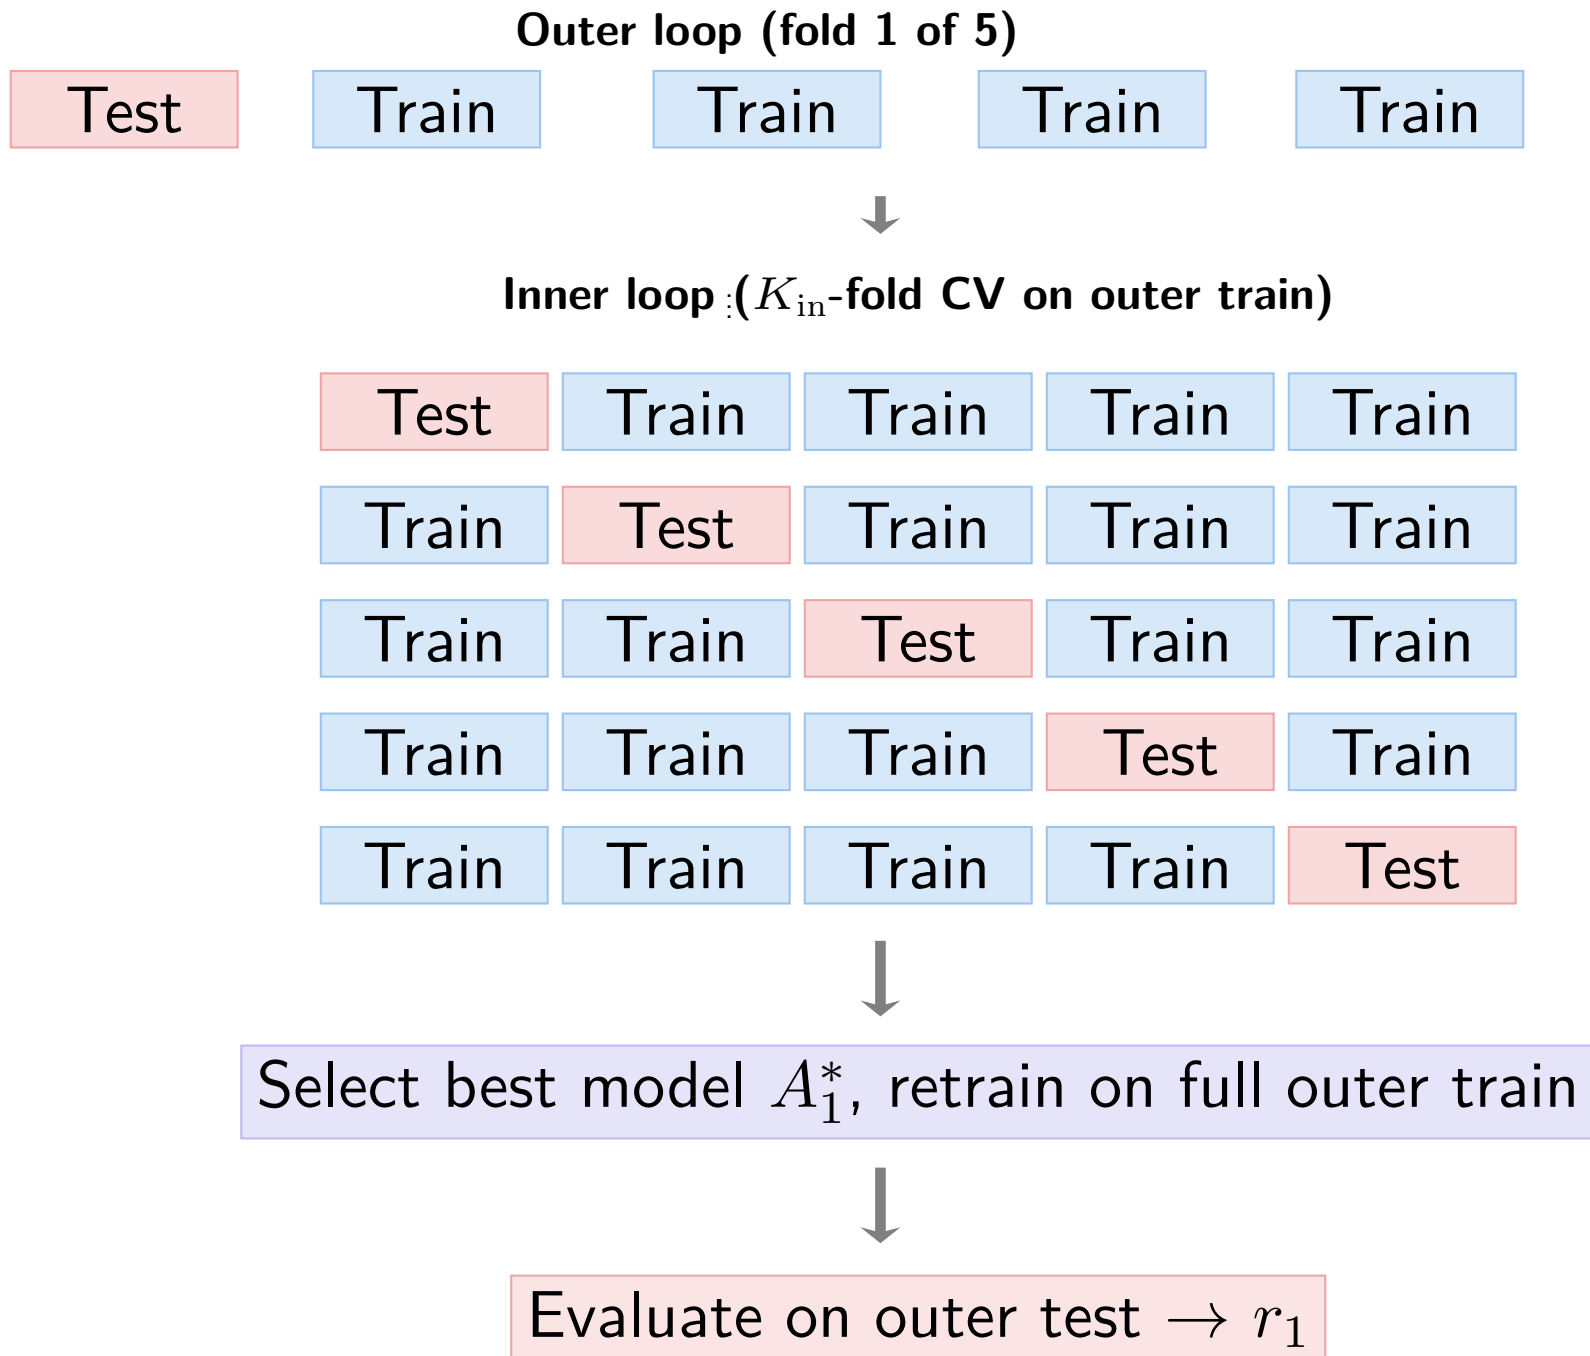 Outer loop (fold 1 of 5)
Test Train Train Train Train
Inner loop ⋮(K_in-fold CV on outer train)
Test Train Train Train Train
Train Test Train Train Train
Train Train Test Train Train
Train Train Train Test Train
Train Train Train Train Test
Select best model A_1^*, retrain on full outer train
Evaluate on outer test → r_1